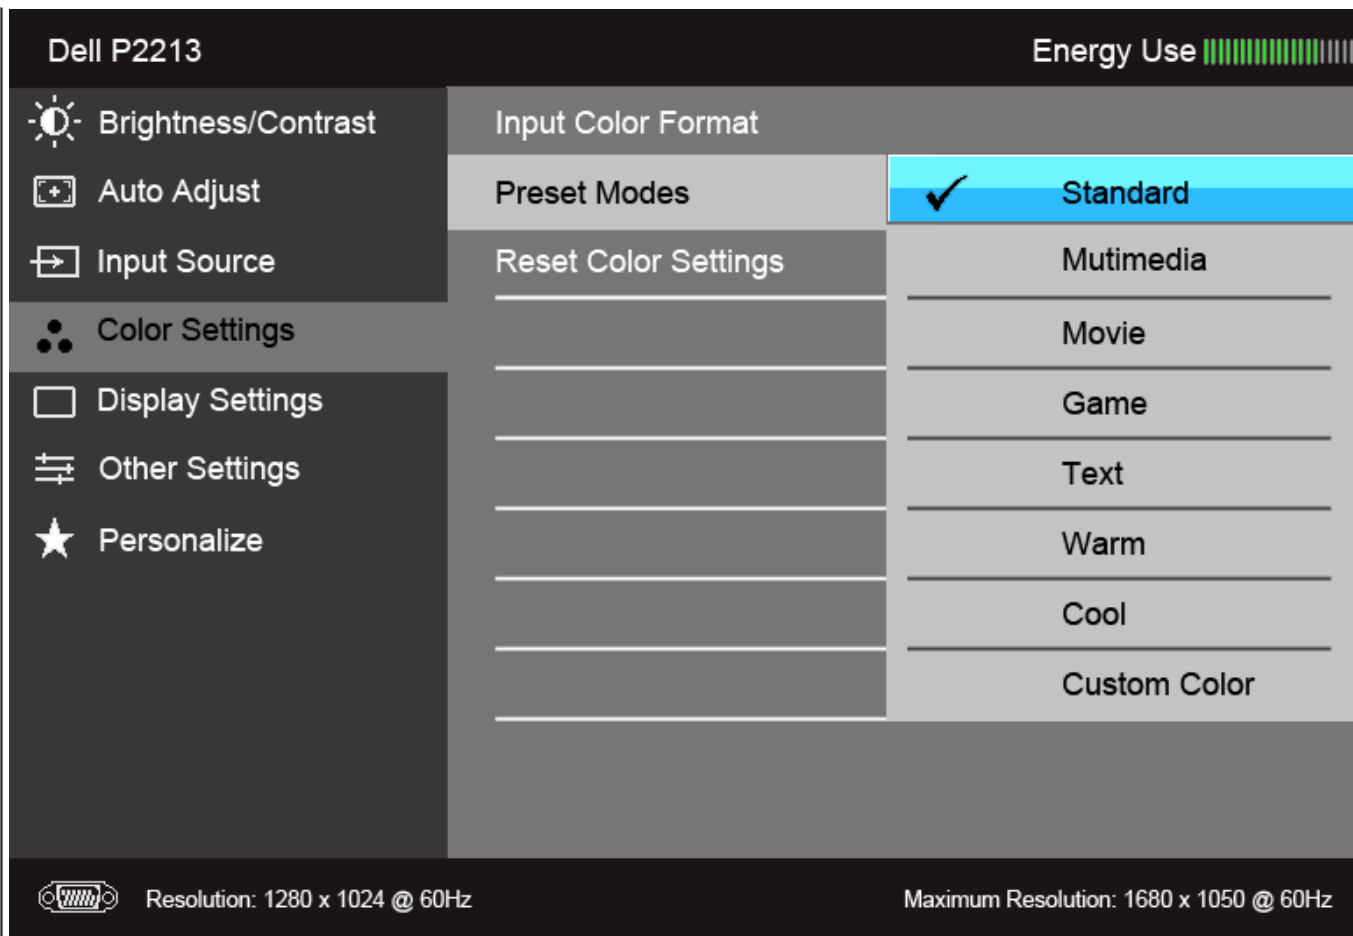 Dell P2213 Energy Use
Brightness/Contrast Input Color Format
Auto Adjust Preset Modes Standard
Input Source Reset Color Settings Mutimedia
Color Settings Movie
Display Settings Game
Other Settings Text
Personalize Warm
Cool
Custom Color
Resolution: 1280 x 1024 @ 60Hz Maximum Resolution: 1680 x 1050 @ 60Hz